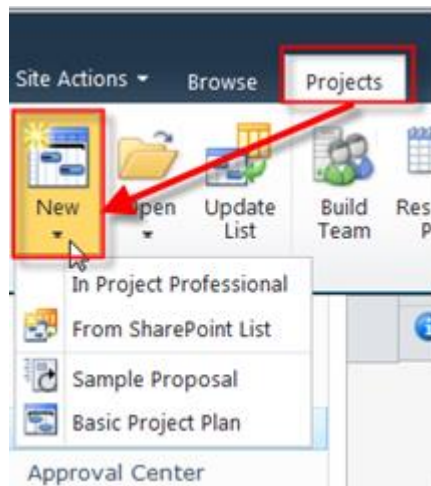 Site Actions Browse Projects
New Open Update List Build Team
In Project Professional
From SharePoint List
Sample Proposal
Basic Project Plan
Approval Center